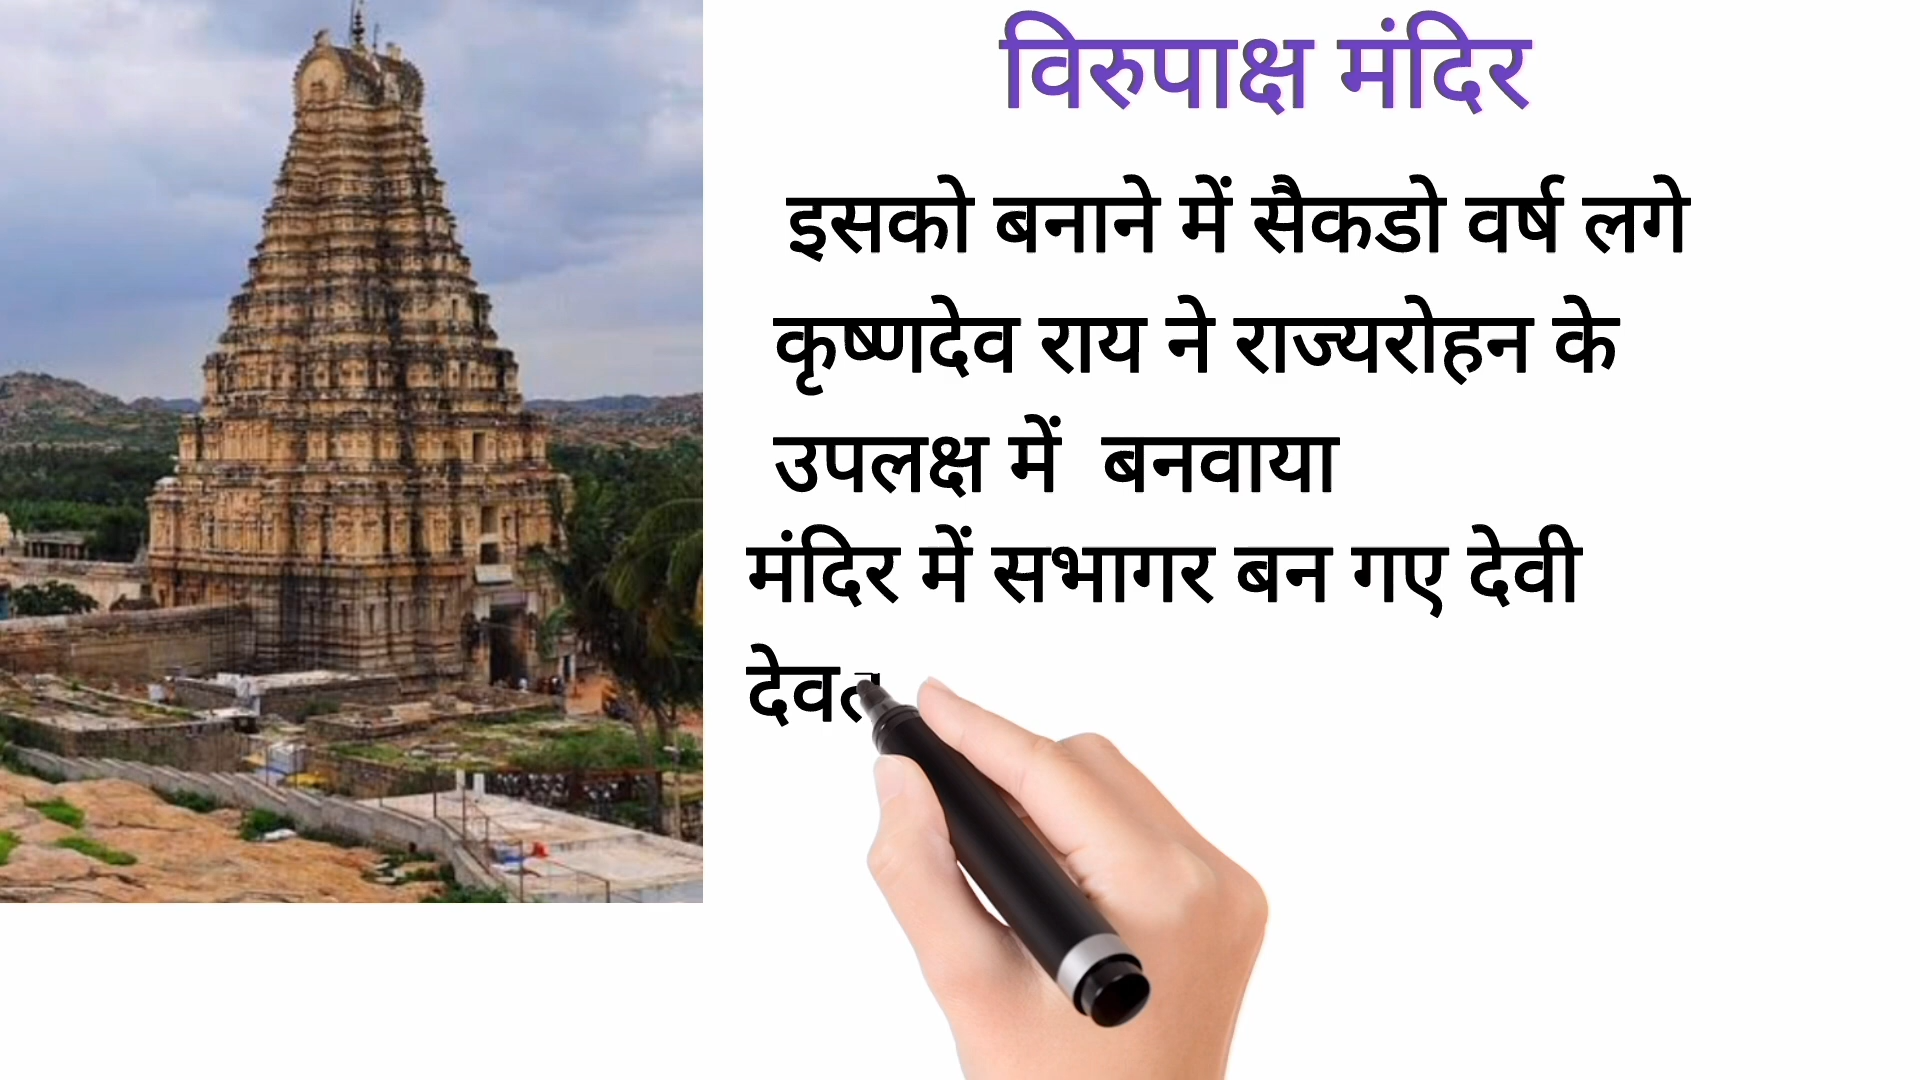 विरुपाक्ष मंदिर
इसको बनाने में सैकडो वर्ष लगे
कृष्णदेव राय ने राज्यरोहन के
उपलक्ष में बनवाया
मंदिर में सभागर बन गए देवी